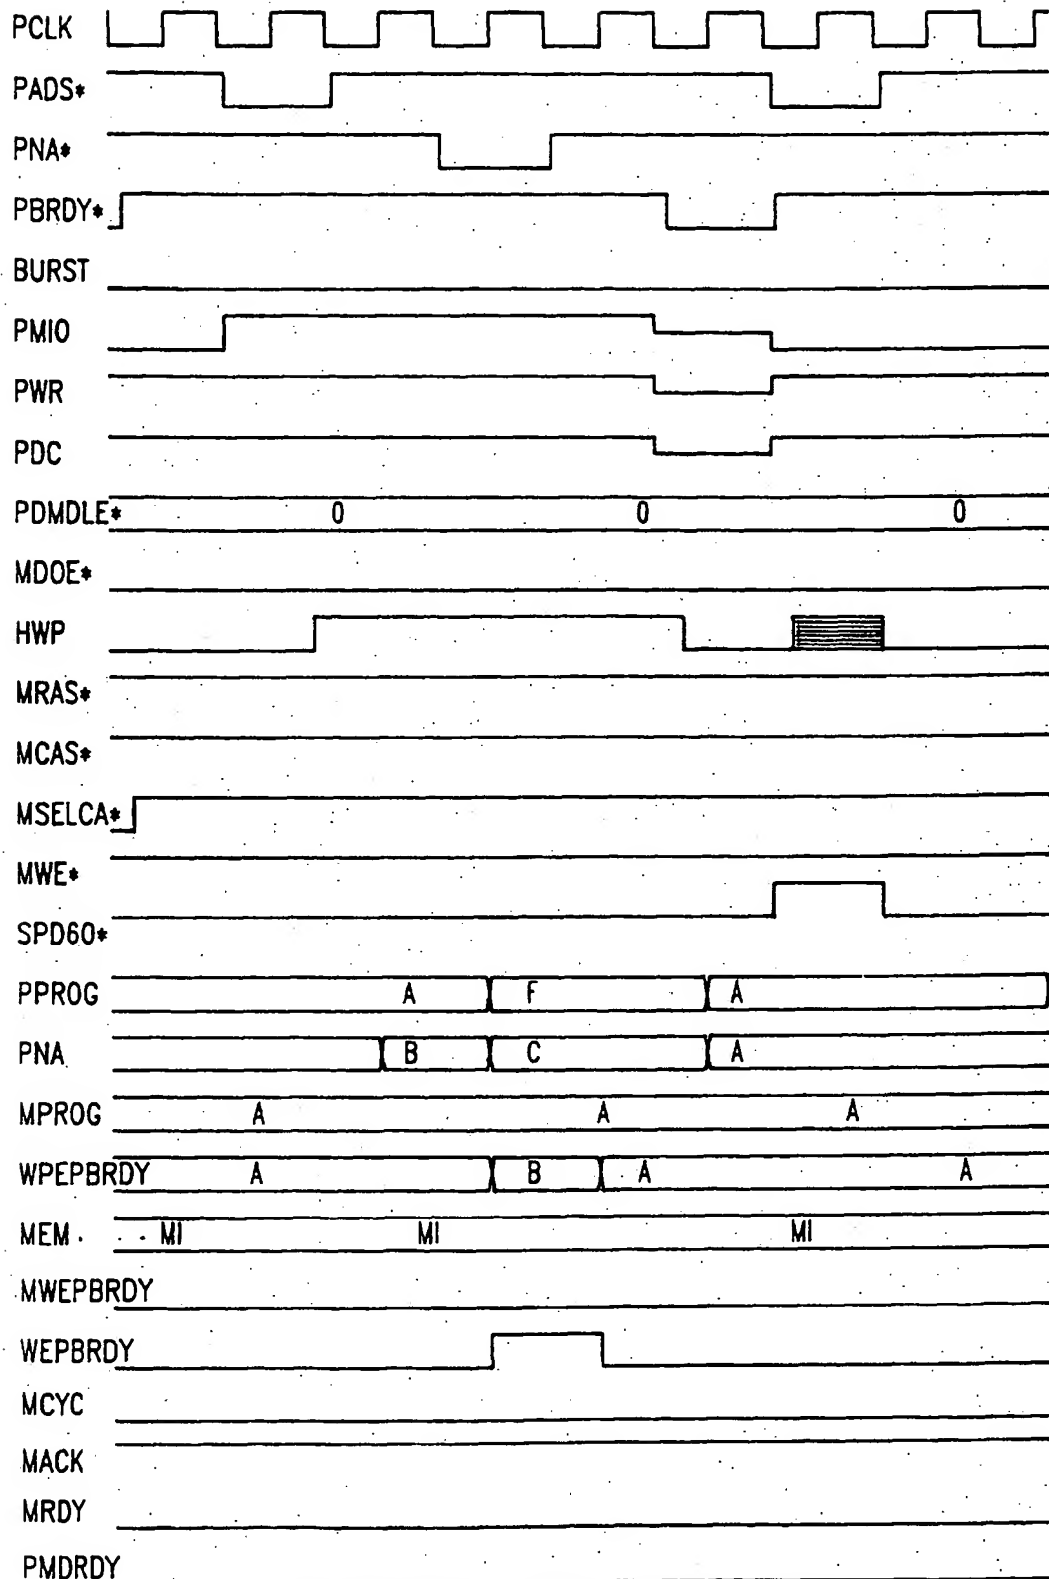 PCLK
PADS*
PNA*
PBRDY*
BURST
PMIO
PWR
PDC
PDMDLE* 0 0 0
MDOE*
HWP
MRAS*
MCAS*
MSELCA*
MWE*
SPD60*
PPROG A F A
PNA B C A
MPROG A A A
WPEPBRDY A B A A
MEM MI MI MI
MWEPBRDY
WEPBRDY
MCYC
MACK
MRDY
PMDRDY